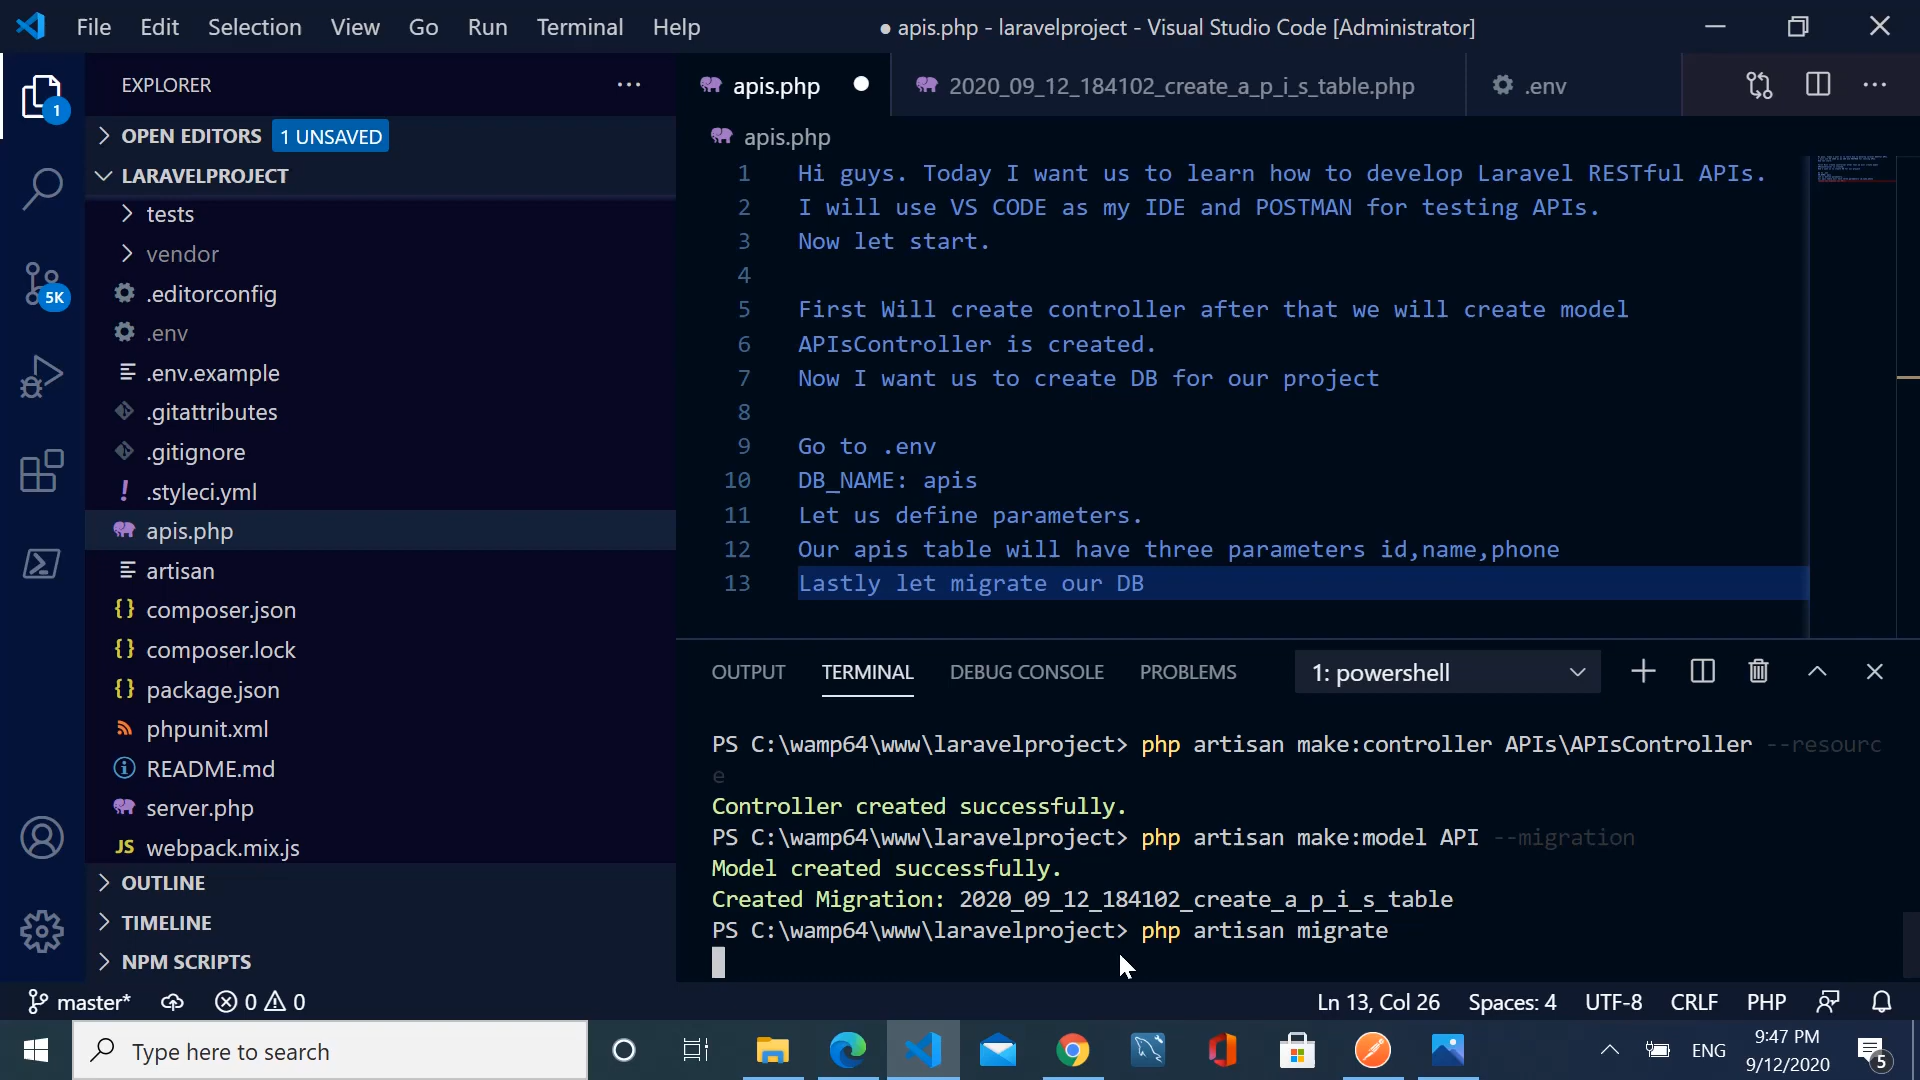 File Edit Selection View Go Run Terminal Help
● apis.php - laravelproject - Visual Studio Code [Administrator]
EXPLORER
OPEN EDITORS 1 UNSAVED
LARAVELPROJECT
tests
vendor
.editorconfig
.env
.env.example
.gitattributes
.gitignore
.styleci.yml
apis.php
artisan
composer.json
composer.lock
package.json
phpunit.xml
README.md
server.php
webpack.mix.js
OUTLINE
TIMELINE
NPM SCRIPTS
1
5K
apis.php 2020_09_12_184102_create_a_p_i_s_table.php .env
apis.php
1 Hi guys. Today I want us to learn how to develop Laravel RESTful APIs.
2 I will use VS CODE as my IDE and POSTMAN for testing APIs.
3 Now let start.
4
5 First Will create controller after that we will create model
6 APIsController is created.
7 Now I want us to create DB for our project
8
9 Go to .env
10 DB_NAME: apis
11 Let us define parameters.
12 Our apis table will have three parameters id,name,phone
13 Lastly let migrate our DB
OUTPUT TERMINAL DEBUG CONSOLE PROBLEMS 1: powershell
PS C:\wamp64\www\laravelproject> php artisan make:controller APIs\APIsController --resourc
e
Controller created successfully.
PS C:\wamp64\www\laravelproject> php artisan make:model API --migration
Model created successfully.
Created Migration: 2020_09_12_184102_create_a_p_i_s_table
PS C:\wamp64\www\laravelproject> php artisan migrate
master* 0 0 Ln 13, Col 26 Spaces: 4 UTF-8 CRLF PHP
Type here to search
ENG
9:47 PM
9/12/2020
5